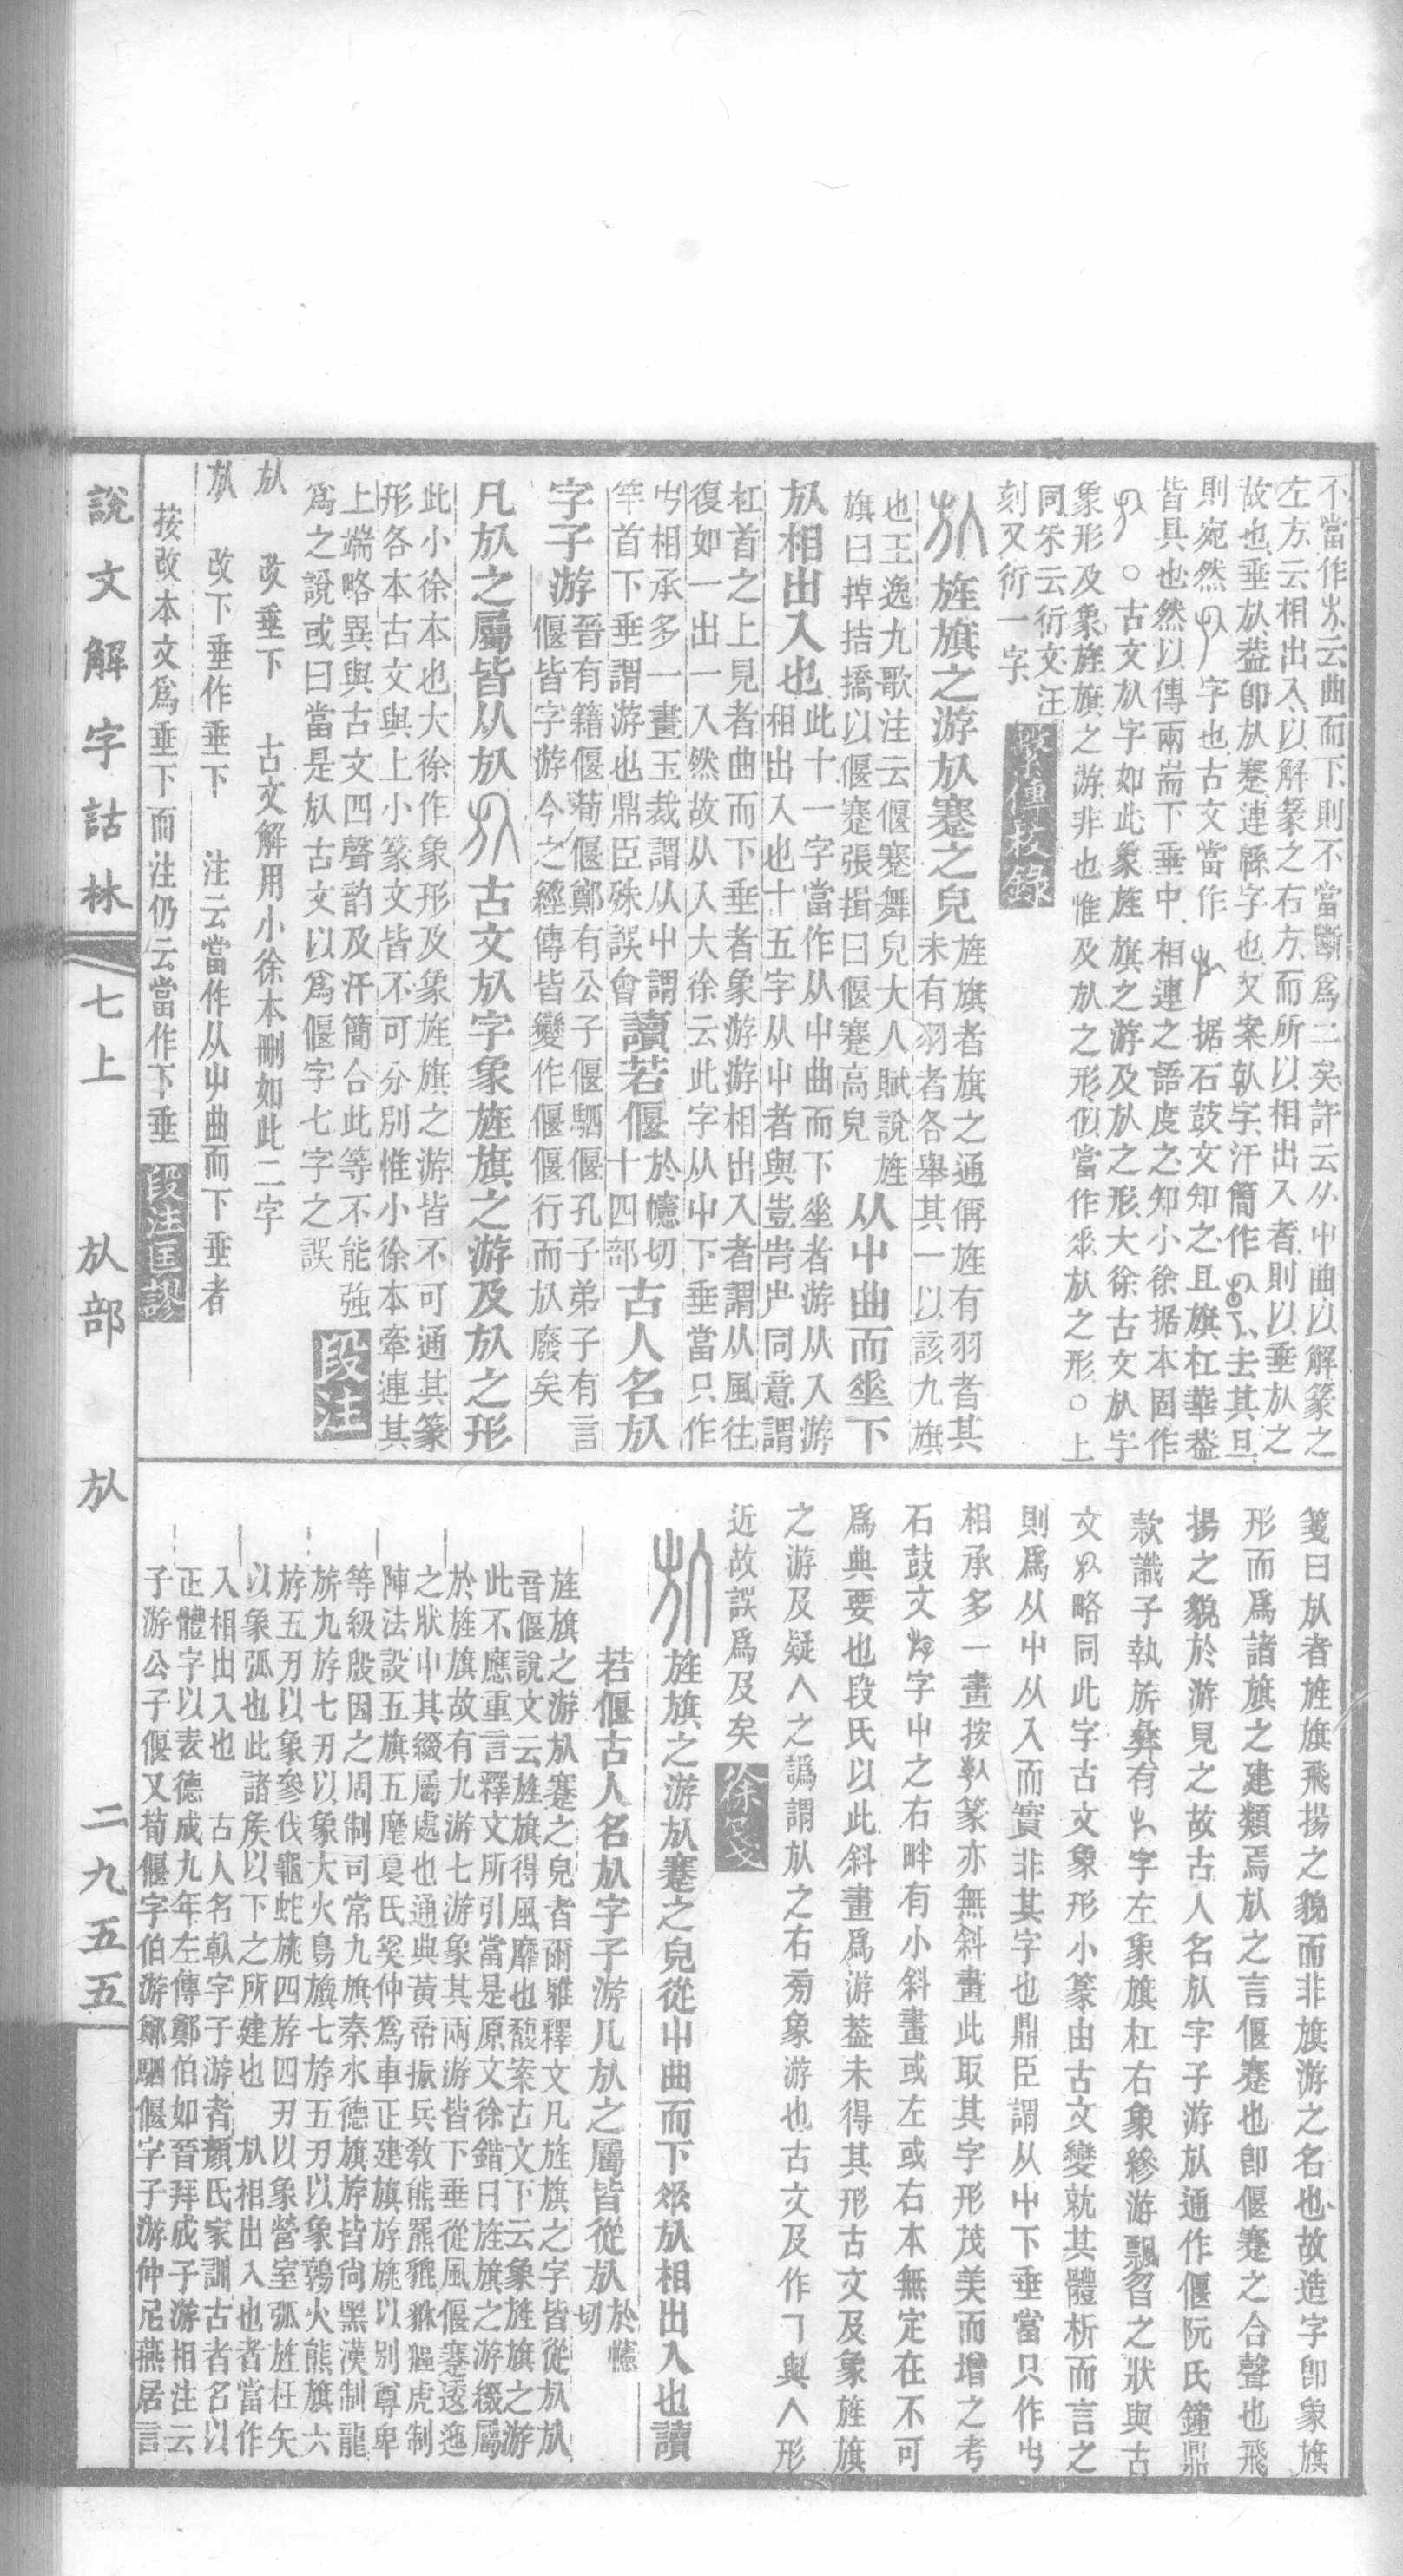 不當作𣎳云曲而下則不當斷爲二矣許云从屮曲以解篆之
左方云相出入以解篆之右方而所以相出入者則以垂㫃之
故也垂㫃葢卽㫃蹇連緜字也又案倝字汗簡作去其旦
則宛然字也古文當作据石鼓文知之且旗杠華葢
皆具也然以傳兩耑下垂中相連之語度之知小徐据本固作
○古文㫃字如此象旌旗之游及㫃之形大徐古文㫃字
象形及象旌旗之游非也惟及㫃之形似當作㐺㫃之形○上
同朱云衍文汪
刻又衍一字 繫傳校錄
㫃旌旗之游㫃蹇之皃旌旗者旗之通偁旌有羽者其
未有羽者各舉其一以該九旗
也王逸九歌注云偃蹇舞皃大人賦說旌
旗曰掉拮撟以偃蹇張揖曰偃蹇高皃从屮曲而𠂹下
㫃相出入也此十一字當作从屮曲而下𠂹者游从入游
相出入也十五字从屮者與豈岢屵同意謂
杠首之上見者曲而下垂者象游游相出入者謂从風往
復如一出一入然故从入大徐云此字从屮下垂當只作
𡳿相承多一畫玉裁謂从屮謂
竿首下垂謂游也鼎臣殊誤會讀若偃於幰切
十四部古人名㫃
字子游晉有籍偃荀偃鄭有公子偃駟偃孔子弟子有言
偃皆字游今之經傳皆變作偃偃行而㫃廢矣
凡㫃之屬皆从㫃古文㫃字象旌旗之游及㫃之形
此小徐本也大徐作象形及象旌旗之游皆不可通其篆
形各本古文與上小篆文皆不可分別惟小徐本牽連其
上端略異與古文四聲韵及汗簡合此等不能強
爲之說或曰當是㫃古文以爲偃字七字之誤 段注
㫃 改垂下 古文解用小徐本刪如此二字
㫃 改下垂作垂下 注云當作从屮曲而下垂者
按改本文爲垂下而注仍云當作下垂 段注匡謬
箋曰㫃者旌旗飛揚之貌而非旗游之名也故造字卽象旗
形而爲諸旗之建類焉㫃之言偃蹇也卽偃蹇之合聲也飛
揚之貌於游見之故古人名㫃字子游㫃通作偃阮氏鐘鼎
款識子執旂彝有字左象旗杠右象縿游飄曶之狀與古
文略同此字古文象形小篆由古文變就其體析而言之
則爲从屮从入而實非其字也鼎臣謂从屮下垂當只作𡳿
相承多一畫按倝篆亦無斜畫此取其字形茂美而增之考
石鼓文字屮之右畔有小斜畫或左或右本無定在不可
爲典要也段氏以此斜畫爲游葢未得其形古文及象旌旗
之游及疑入之譌謂㫃之右㫄象游也古文及作㇕與入形
近故誤爲及矣 徐箋
㫃旌旗之游㫃蹇之皃從屮曲而下𠂹㫃相出入也讀
若偃古人名㫃字子游凡㫃之屬皆從㫃於幰切
旌旗之游㫃蹇之皃者爾雅釋文凡旌旗之字皆從㫃㫃
音偃說文云旌旗得風靡也馥案古文下云象旌旗之游
此不應重言釋文所引當是原文徐鍇曰旌旗之游綴屬
於旌旗故有九游七游象其兩游皆下垂從風偃蹇逶迤
之狀屮其綴屬處也通典黃帝振兵敎熊羆貔貅貙虎制
陣法設五旗五麾夏氏奚仲爲車正建旗斿旐以別尊卑
等級殷因之周制司常九旗秦水德旗斿皆尙黑漢制龍
旂九斿七刃以象大火鳥旟七斿五刃以象鶉火熊旗六
斿五刃以象參伐龜蛇旐四斿四刃以象營室弧旌枉矢
以象弧也此諸矦以下之所建也 㫃相出入也者當作
入相出入也 古人名㫃字子游者顏氏家訓古者名以
正體字以表德成九年左傳鄭伯如晉拜成子游相注云
子游公子偃又荀偃字伯游鄭駟偃字子游仲尼燕居言
說文解字詁林 七上 㫃部 㫃 二九五五